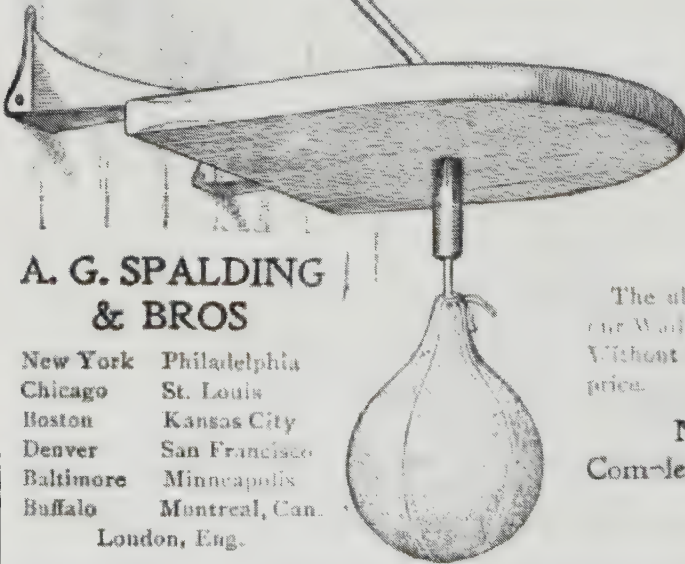 A. G. SPALDING
& BROS
New York Philadelphia
Chicago St. Louis
Boston Kansas City
Denver San Francisco
Baltimore Minneapolis
Buffalo Montreal, Can.
London, Eng.
The
our
Without
price.